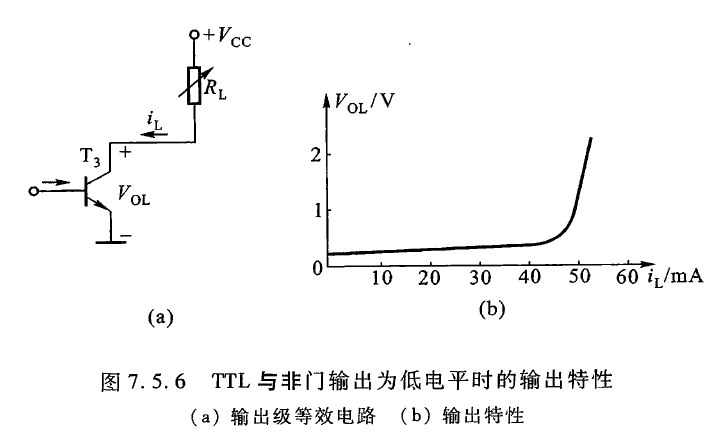 +V_CC
R_L
i_L
+
T_3
V_OL
−
(a)
V_OL/V
2
1
0
10 20 30 40 50 60 i_L/mA
(b)
图 7.5.6 TTL 与非门输出为低电平时的输出特性
(a) 输出级等效电路 (b) 输出特性